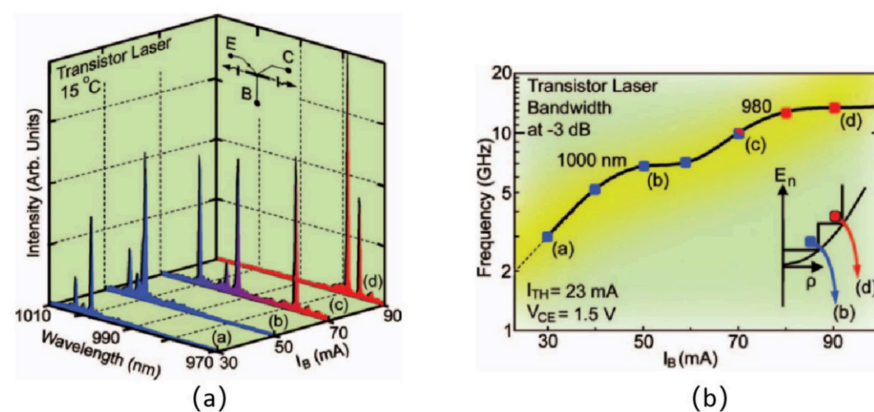 Transistor Laser
15 °C
E
C
B
Intensity (Arb. Units)
1010
990
970
Wavelength (nm)
30
50
70
90
I_B (mA)
(a)
(b)
(c)
(d)
(a)
Transistor Laser
Bandwidth
at -3 dB
20
10
5
2
1
Frequency (GHz)
1000 nm
980
(a)
(b)
(c)
(d)
E_n
ρ
(b)
(d)
I_TH = 23 mA
V_CE = 1.5 V
30
50
70
90
I_B (mA)
(b)